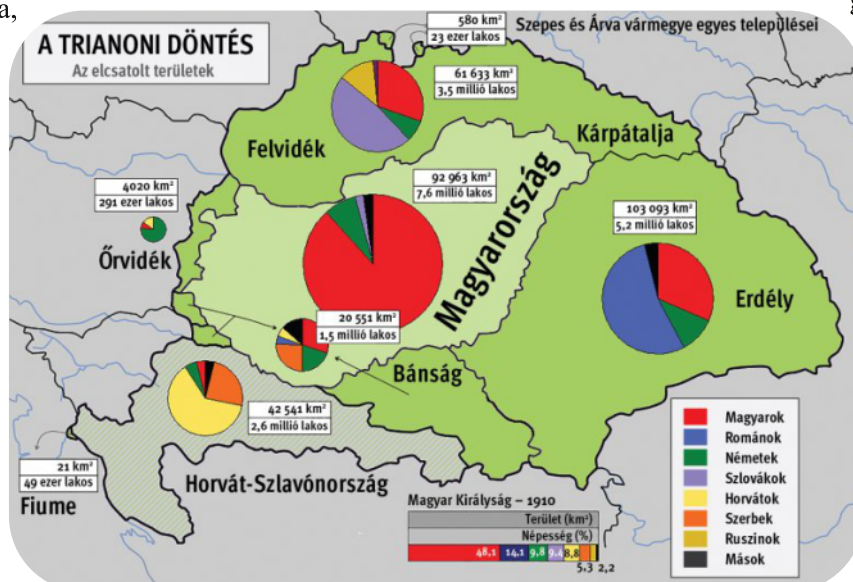 a,
A TRIANONI DÖNTÉS
Az elcsatolt területek
580 km²
23 ezer lakos
Szepes és Árva vármegye egyes települései
61 633 km²
3,5 millió lakos
Felvidék
Kárpátalja
92 963 km²
7,6 millió lakos
4020 km²
291 ezer lakos
Őrvidék
Magyarország
103 093 km²
5,2 millió lakos
Erdély
20 551 km²
1,5 millió lakos
Bánság
42 541 km²
2,6 millió lakos
21 km²
49 ezer lakos
Fiume
Horvát-Szlavónország
Magyarok
Románok
Németek
Szlovákok
Horvátok
Szerbek
Ruszinok
Mások
Magyar Királyság – 1910
Terület (km²)
Népesség (%)
48,1 14,1 9,8 9,4 8,8
5,3 2,2